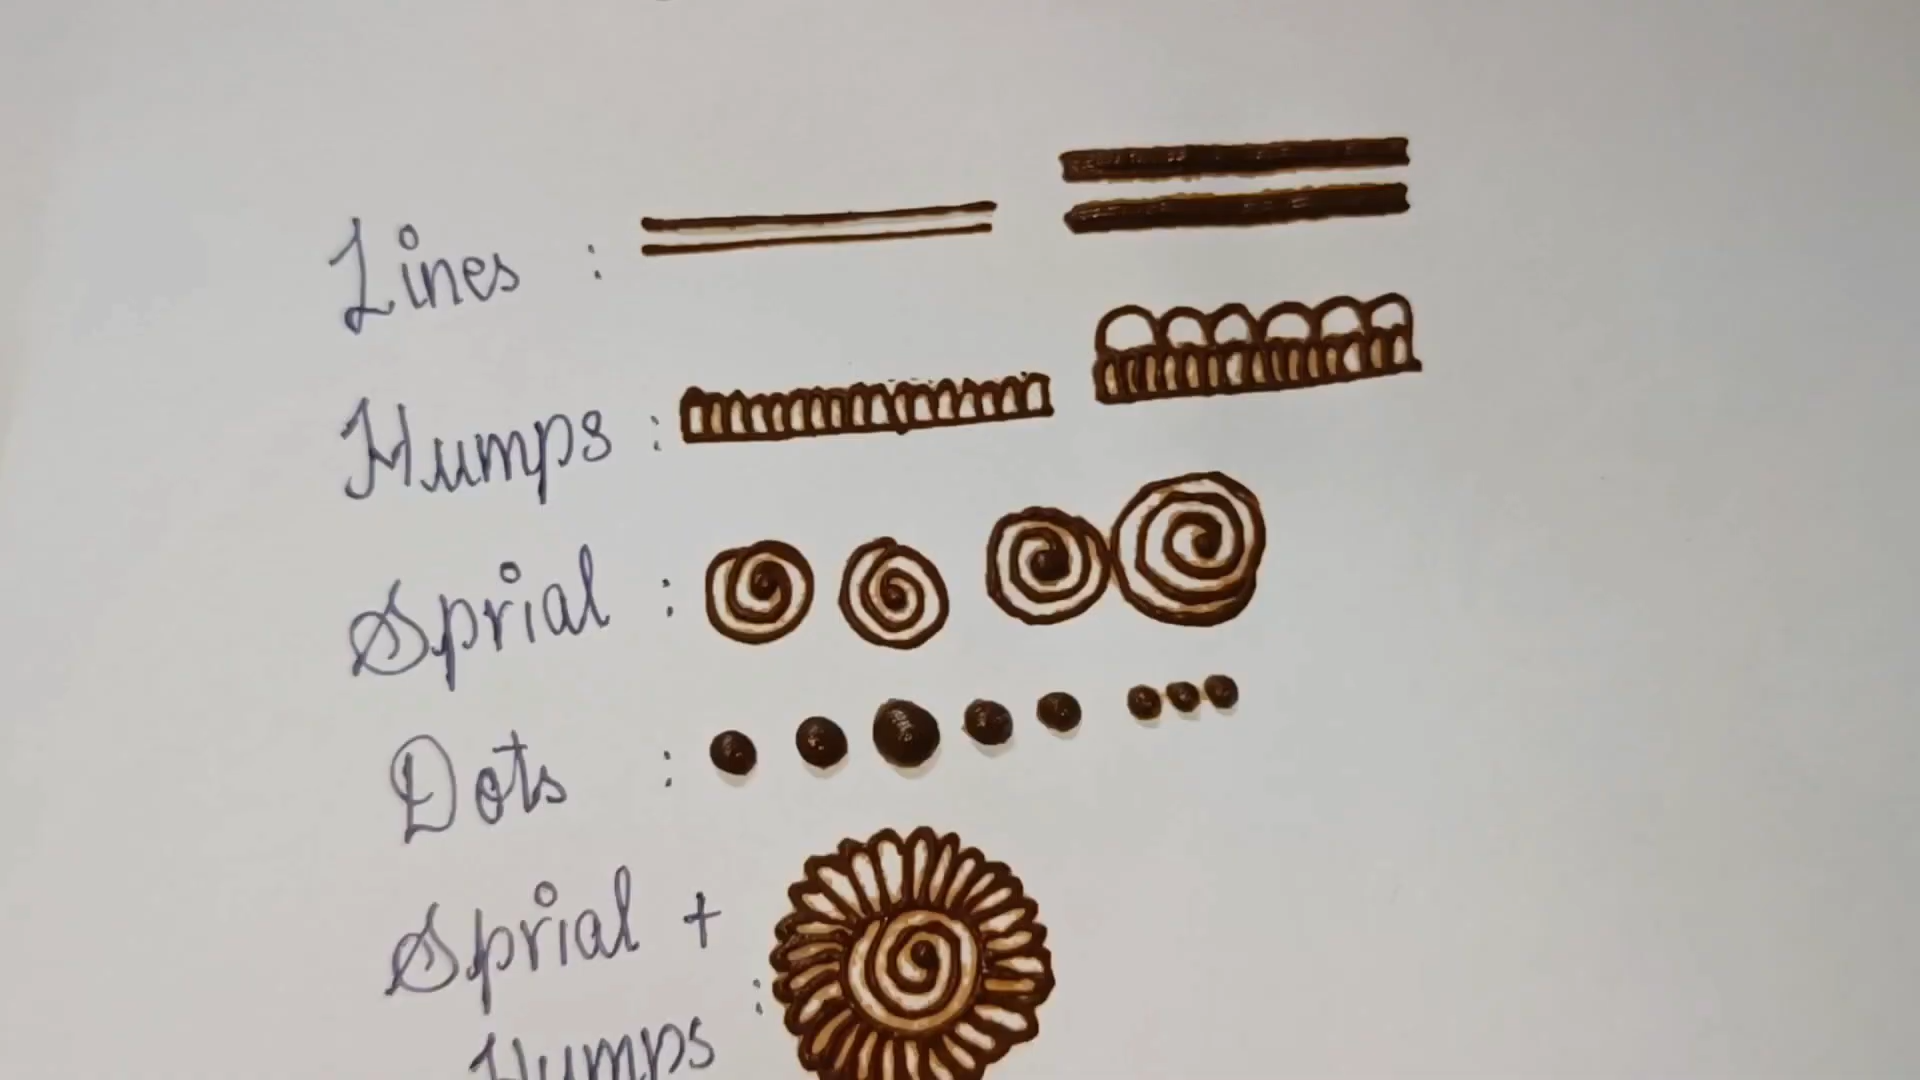 Lines :
Humps :
Sprial :
Dots :
Sprial +
Humps :